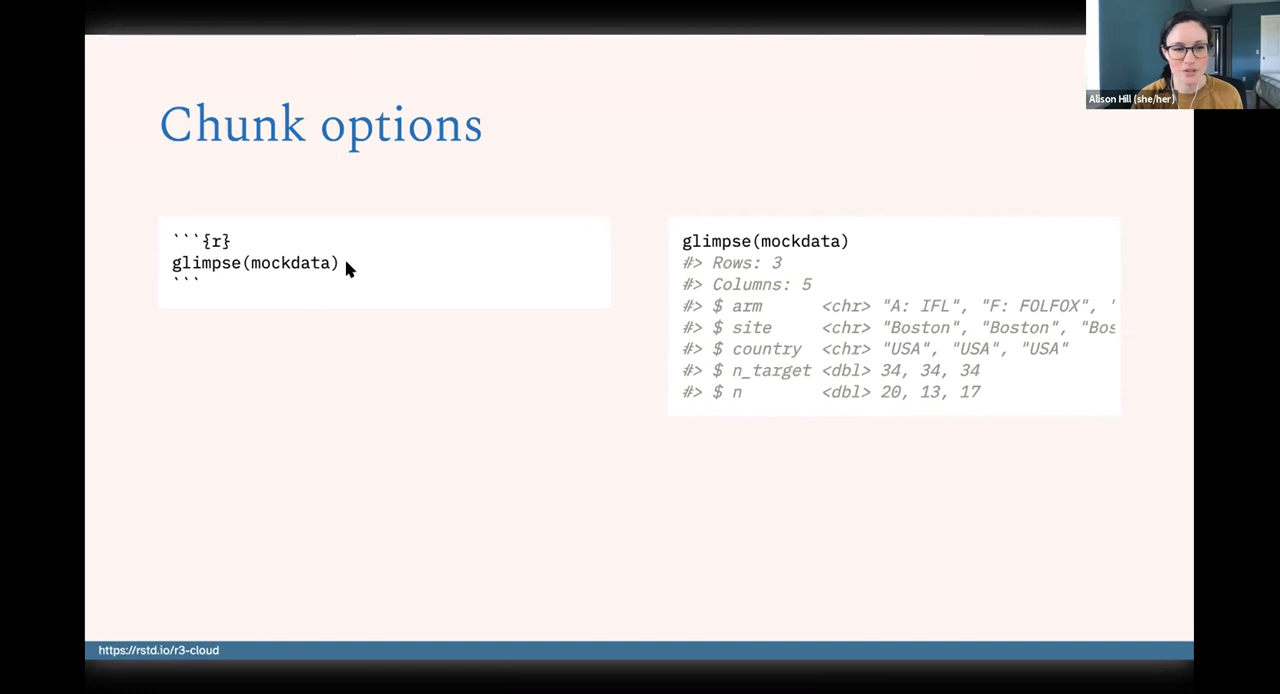 Alison Hill (she/her)
Chunk options
```{r}
glimpse(mockdata)
```
glimpse(mockdata)
#> Rows: 3
#> Columns: 5
#> $ arm      <chr> "A: IFL", "F: FOLFOX", "
#> $ site     <chr> "Boston", "Boston", "Bos
#> $ country  <chr> "USA", "USA", "USA"
#> $ n_target <dbl> 34, 34, 34
#> $ n        <dbl> 20, 13, 17
https://rstd.io/r3-cloud